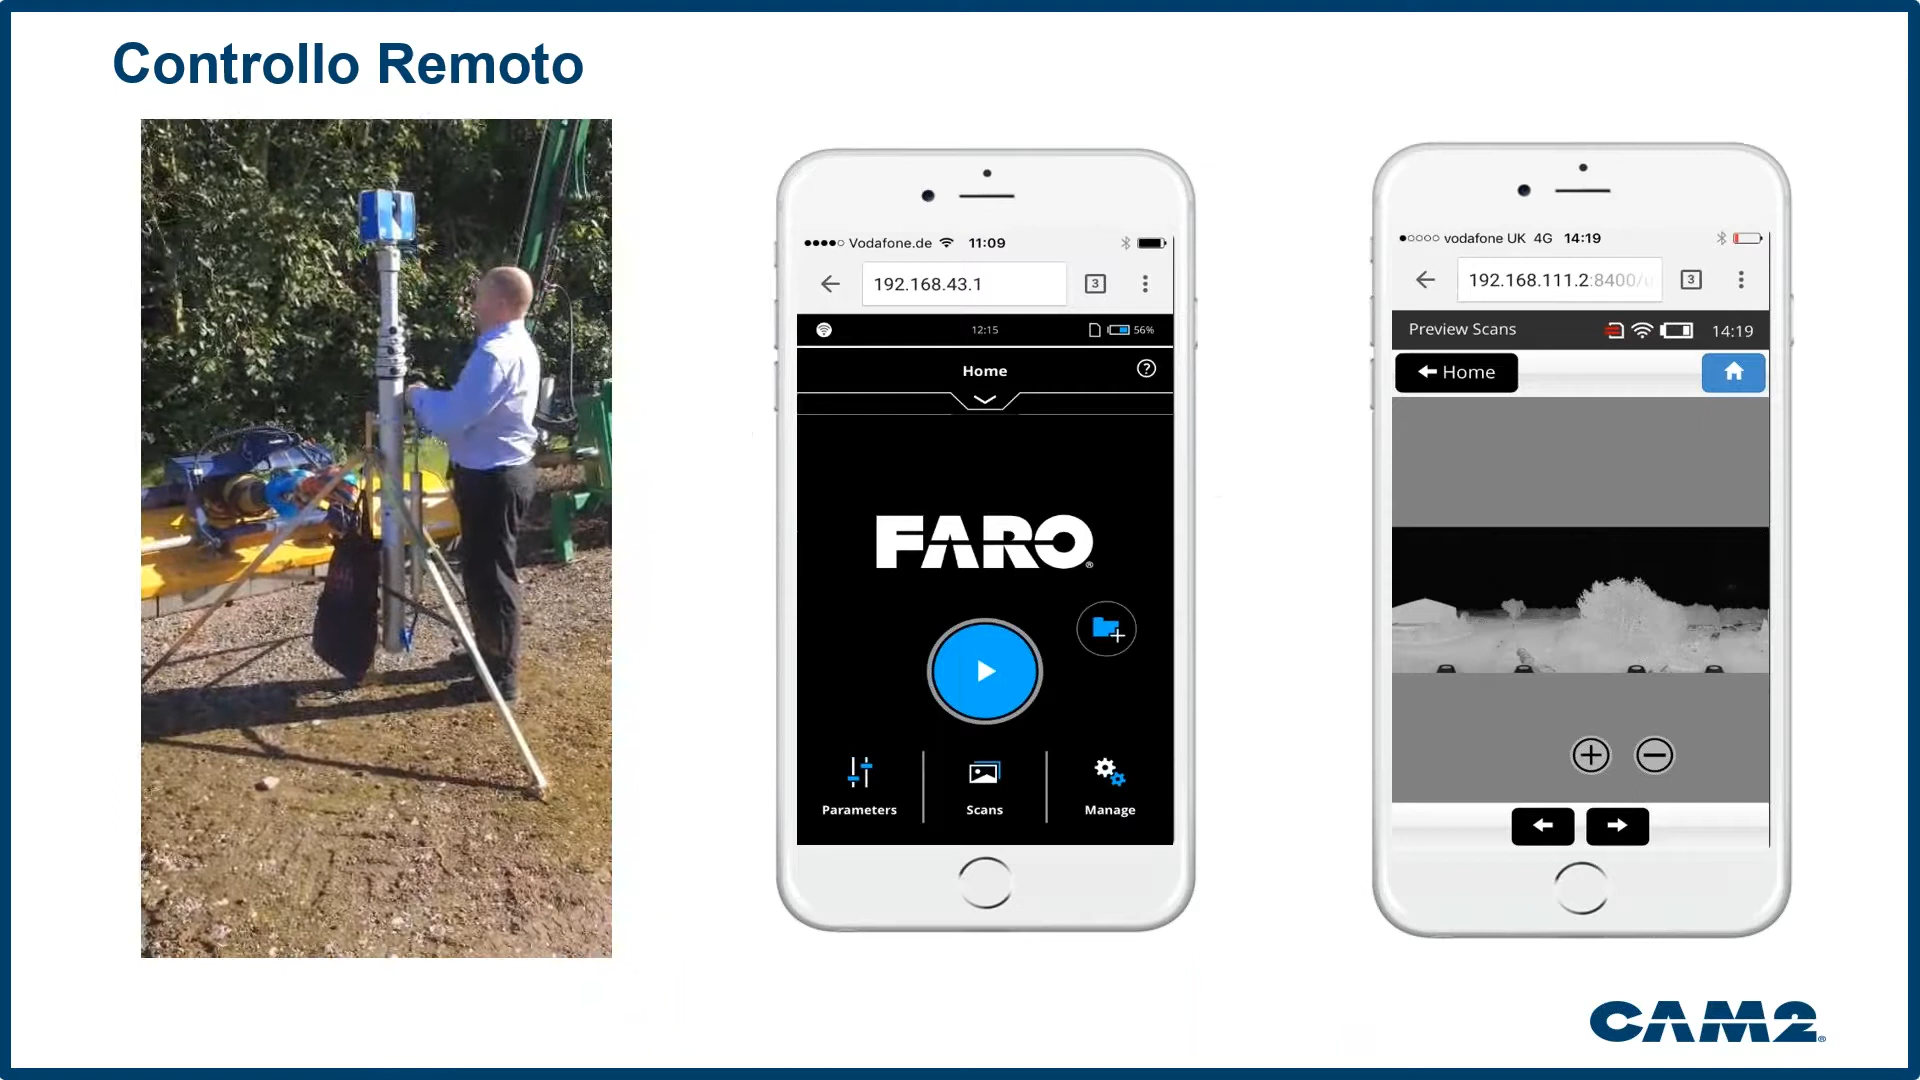 Controllo Remoto
Vodafone.de 11:09
192.168.43.1 3
12:15 56%
Home ?
FARO®
Parameters Scans Manage
vodafone UK 4G 14:19
192.168.111.2:8400/ 3
Preview Scans 14:19
Home
CAM2®